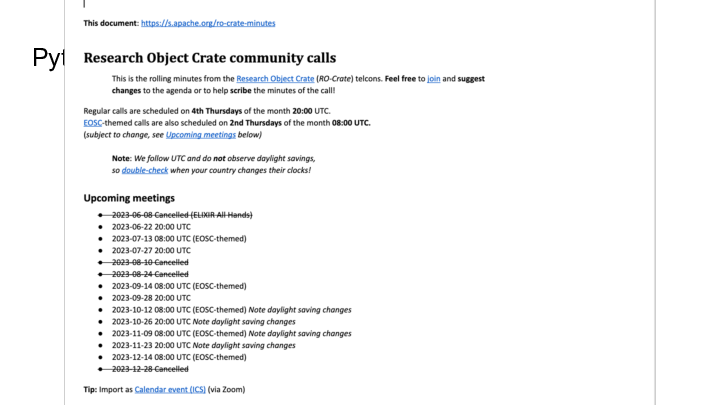 This document: https://s.apache.org/ro-crate-minutes
Research Object Crate community calls
This is the rolling minutes from the Research Object Crate (RO-Crate) telcons. Feel free to join and suggest
changes to the agenda or to help scribe the minutes of the call!
Regular calls are scheduled on 4th Thursdays of the month 20:00 UTC.
EOSC-themed calls are also scheduled on 2nd Thursdays of the month 08:00 UTC.
(subject to change, see Upcoming meetings below)
Note: We follow UTC and do not observe daylight savings,
so double-check when your country changes their clocks!
Upcoming meetings
● 2023-06-08 Cancelled (ELIXIR All Hands)
● 2023-06-22 20:00 UTC
● 2023-07-13 08:00 UTC (EOSC-themed)
● 2023-07-27 20:00 UTC
● 2023-08-10 Cancelled
● 2023-08-24 Cancelled
● 2023-09-14 08:00 UTC (EOSC-themed)
● 2023-09-28 20:00 UTC
● 2023-10-12 08:00 UTC (EOSC-themed) Note daylight saving changes
● 2023-10-26 20:00 UTC Note daylight saving changes
● 2023-11-09 08:00 UTC (EOSC-themed) Note daylight saving changes
● 2023-11-23 20:00 UTC Note daylight saving changes
● 2023-12-14 08:00 UTC (EOSC-themed)
● 2023-12-28 Cancelled
Tip: Import as Calendar event (ICS) (via Zoom)